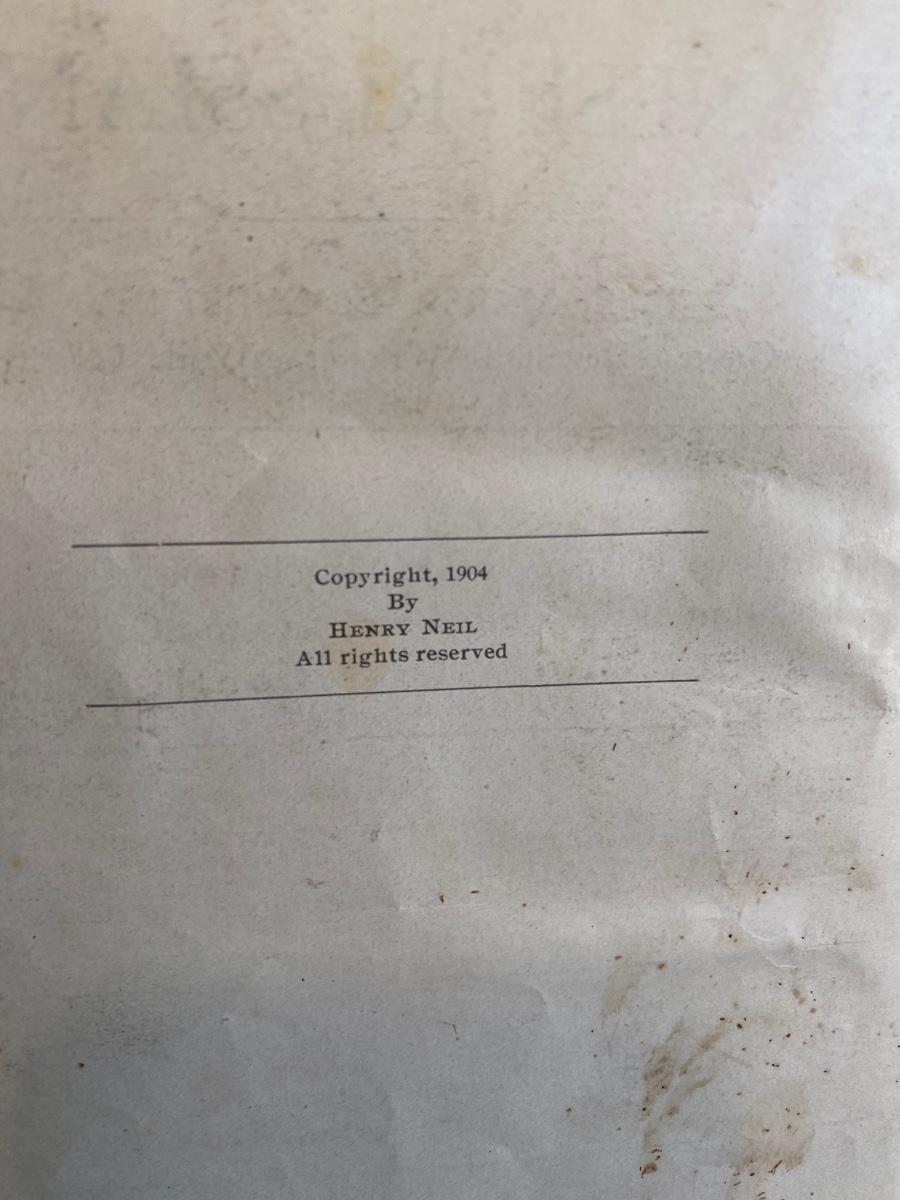 Copyright, 1904
By
HENRY NEIL
All rights reserved